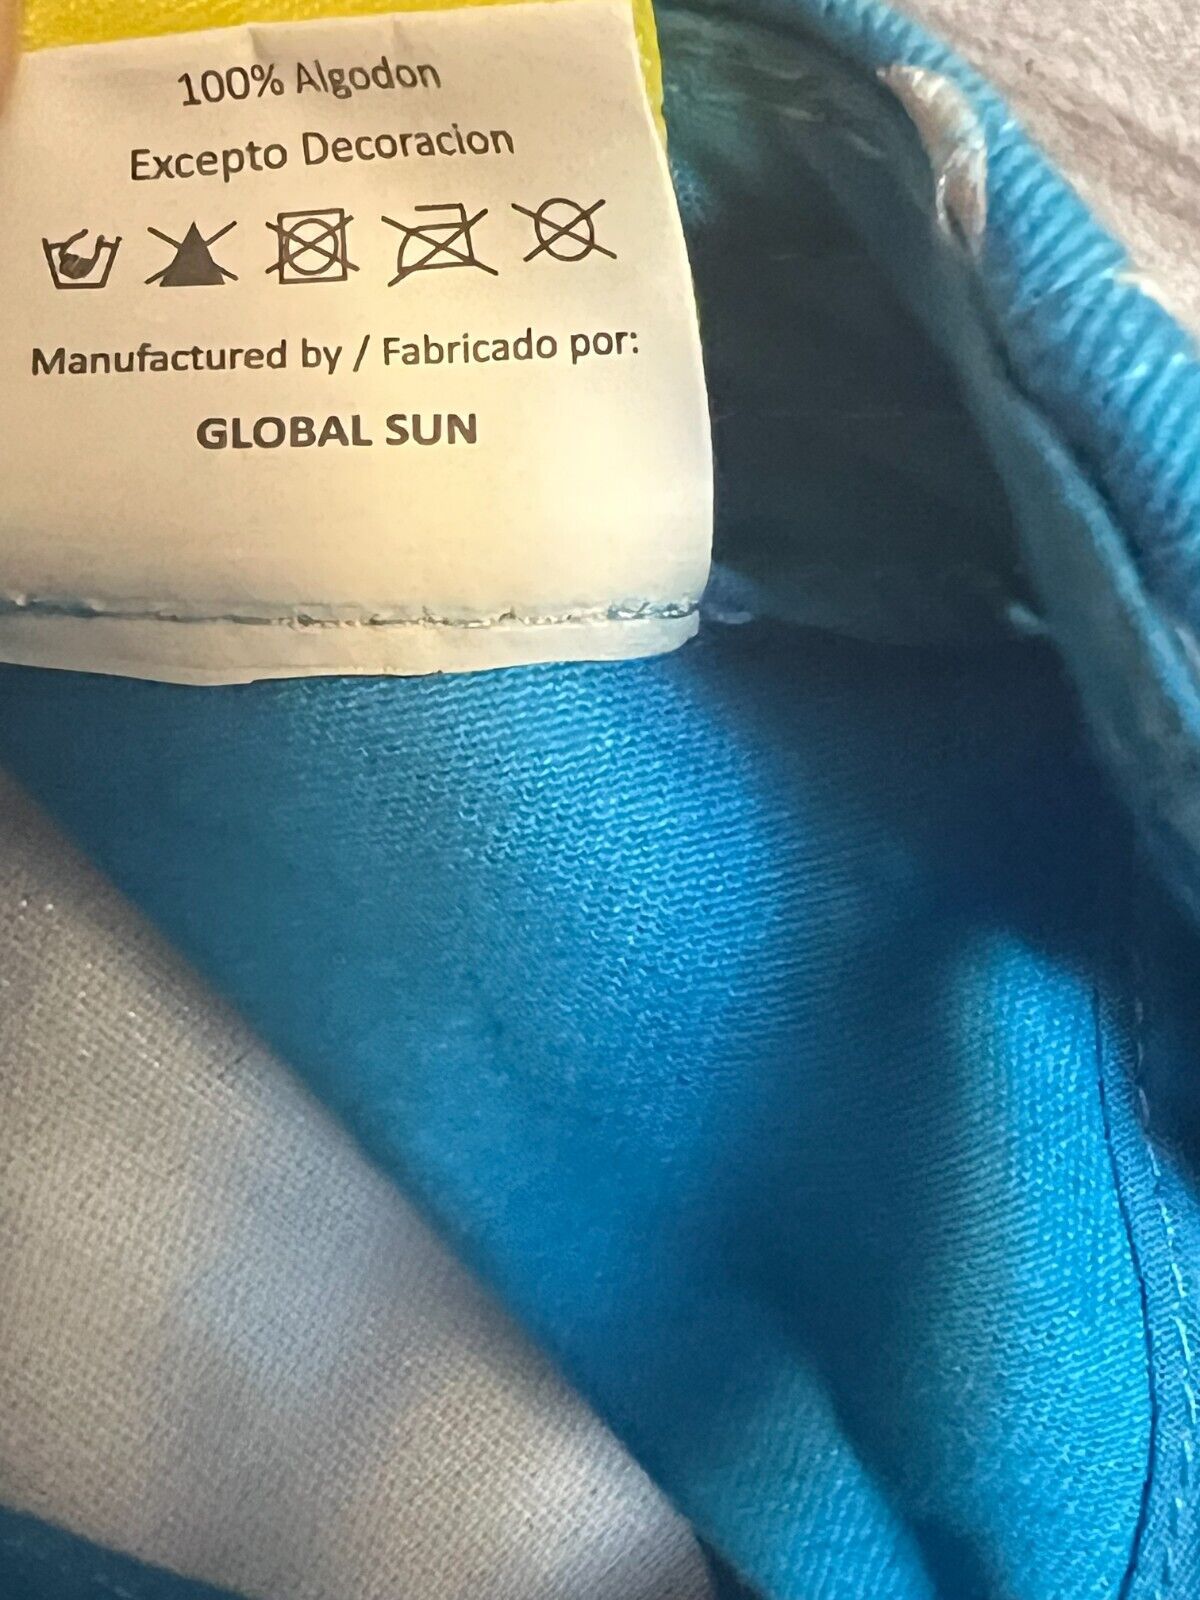 100% Algodon
Excepto Decoracion
Manufactured by / Fabricado por:
GLOBAL SUN